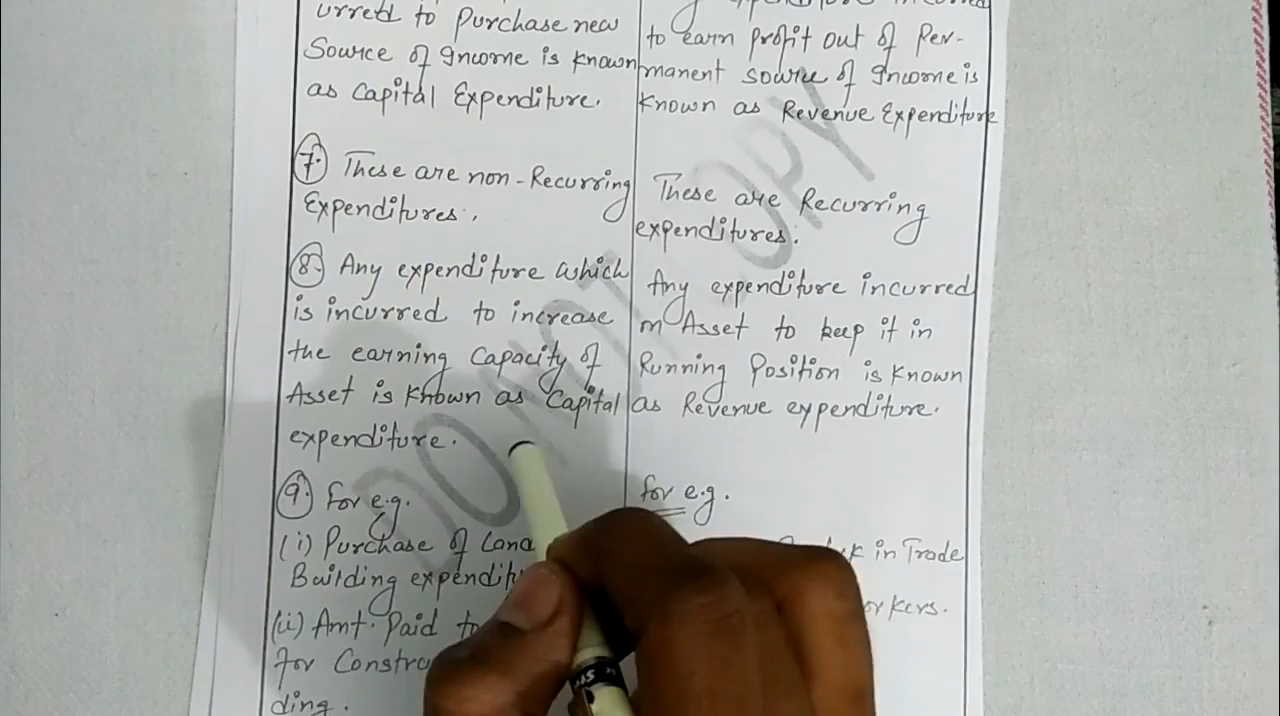 urred to Purchase new
Source of Income is known
as Capital Expenditure.
to earn profit out of Per-
manent source of Income is
known as Revenue Expenditure
7. These are non-Recurring
Expenditures.
These are Recurring
expenditures.
8. Any expenditure which
is incurred to increase
the earning Capacity of
Asset is known as Capital
expenditure.
Any expenditure incurred
on Asset to keep it in
Running Position is known
as Revenue expenditure.
9. For e.g.
(i) Purchase of
Building
(ii) Amt. Paid to
for
ding.
for e.g.
in Trade
DO NOT COPY